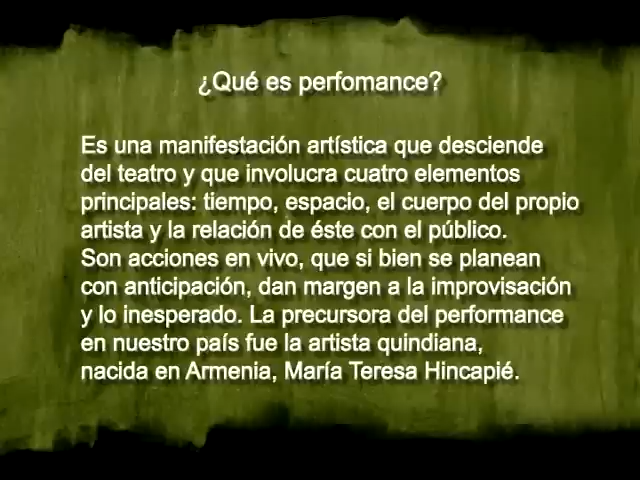 ¿Qué es perfomance?
Es una manifestación artística que desciende
del teatro y que involucra cuatro elementos
principales: tiempo, espacio, el cuerpo del propio
artista y la relación de éste con el público.
Son acciones en vivo, que si bien se planean
con anticipación, dan margen a la improvisación
y lo inesperado. La precursora del performance
en nuestro país fue la artista quindiana,
nacida en Armenia, María Teresa Hincapié.